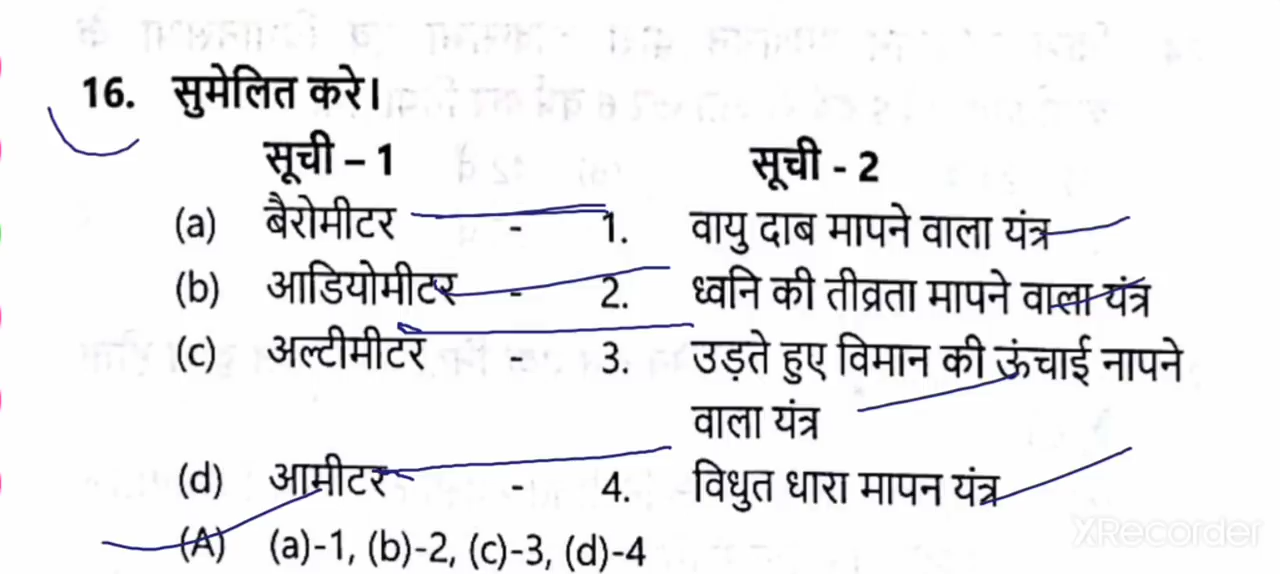 16. सुमेलित करे।
सूची – 1 सूची - 2
(a) बैरोमीटर - 1. वायु दाब मापने वाला यंत्र
(b) आडियोमीटर - 2. ध्वनि की तीव्रता मापने वाला यंत्र
(c) अल्टीमीटर - 3. उड़ते हुए विमान की ऊंचाई नापने
वाला यंत्र
(d) आमीटर - 4. विधुत धारा मापन यंत्र
(A) (a)-1, (b)-2, (c)-3, (d)-4
XRecorder